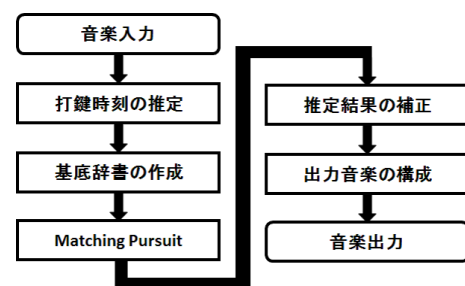 音楽入力
打鍵時刻の推定
基底辞書の作成
Matching Pursuit
推定結果の補正
出力音楽の構成
音楽出力